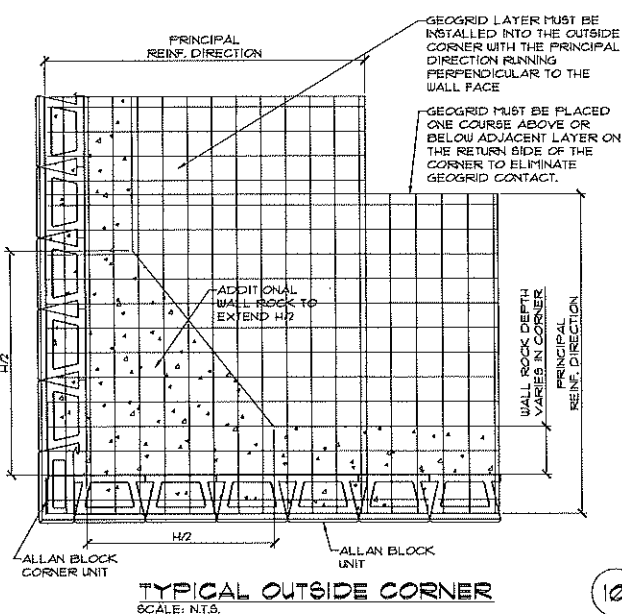 PRINCIPAL
REINF. DIRECTION
GEOGRID LAYER MUST BE
INSTALLED INTO THE OUTSIDE
CORNER WITH THE PRINCIPAL
DIRECTION RUNNING
PERPENDICULAR TO THE
WALL FACE
GEOGRID MUST BE PLACED
ONE COURSE ABOVE OR
BELOW ADJACENT LAYER ON
THE RETURN SIDE OF THE
CORNER TO ELIMINATE
GEOGRID CONTACT.
ADDITIONAL
WALL ROCK TO
EXTEND H/2
H/2
WALL ROCK DEPTH
VARIES IN CORNER
PRINCIPAL
REINF. DIRECTION
H/2
ALLAN BLOCK
CORNER UNIT
ALLAN BLOCK
UNIT
TYPICAL OUTSIDE CORNER
SCALE: N.T.S.